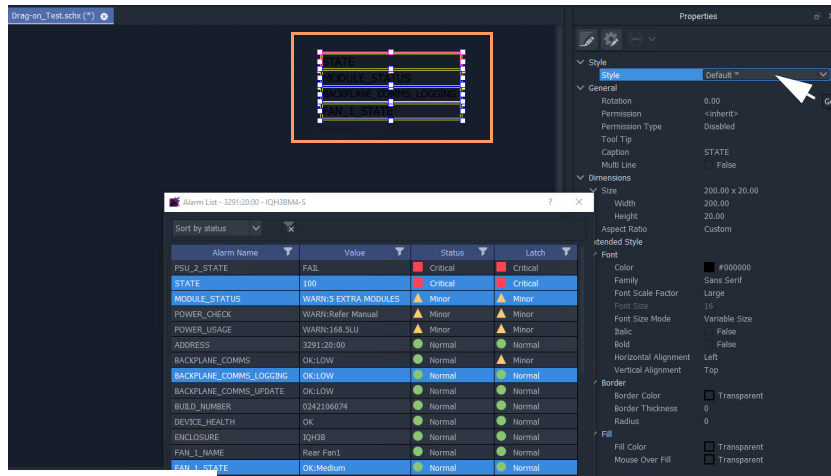 Drag-on_Test.schx (*)
Properties
STATE
MODULE_STATUS
BACKPLANE_COMMS_LOGGING
FAN_1_STATE
Style
Style Default *
General
Rotation 0.00
Permission <inherit>
Permission Type Disabled
Tool Tip
Caption STATE
Multi Line False
Dimensions
Size 200.00 x 20.00
Width 200.00
Height 20.00
Aspect Ratio Custom
xtended Style
Font
Color #000000
Family Sans Serif
Font Scale Factor Large
Font Size 16
Font Size Mode Variable Size
Italic False
Bold False
Horizontal Alignment Left
Vertical Alignment Top
Border
Border Color Transparent
Border Thickness 0
Radius 0
Fill
Fill Color Transparent
Mouse Over Fill Transparent
Alarm List - 3291:20:00 - IQH3BM4-S ?
Sort by status
Alarm Name Value Status Latch
PSU_2_STATE FAIL Critical Critical
STATE 100 Critical Critical
MODULE_STATUS WARN:5 EXTRA MODULES Minor Minor
POWER_CHECK WARN:Refer Manual Minor Minor
POWER_USAGE WARN:168.5LU Minor Minor
ADDRESS 3291:20:00 Normal Normal
BACKPLANE_COMMS OK:LOW Normal Minor
BACKPLANE_COMMS_LOGGING OK:LOW Normal Normal
BACKPLANE_COMMS_UPDATE OK:LOW Normal Normal
BUILD_NUMBER 0242106074 Normal Normal
DEVICE_HEALTH OK Normal Normal
ENCLOSURE IQH3B Normal Normal
FAN_1_NAME Rear Fan1 Normal Normal
FAN_1_STATE OK:Medium Normal Normal